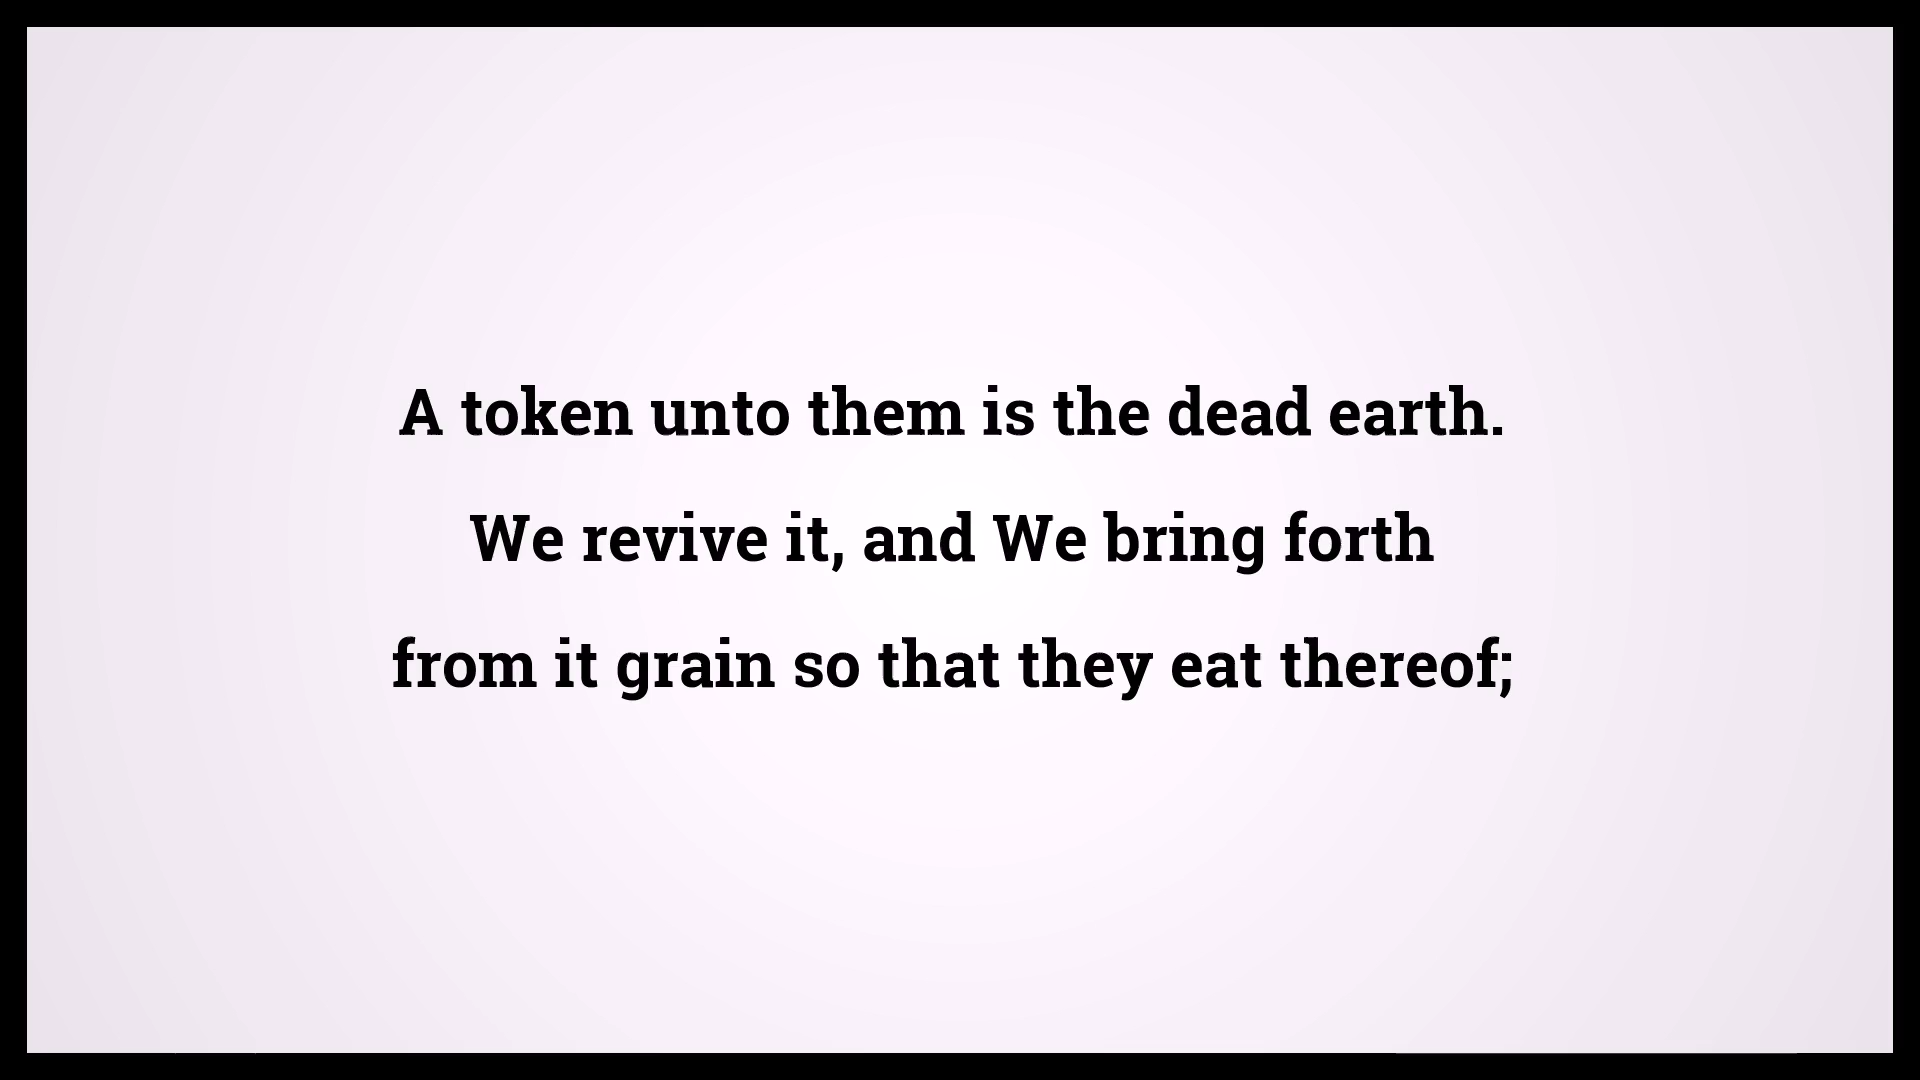 A token unto them is the dead earth.
We revive it, and We bring forth
from it grain so that they eat thereof;